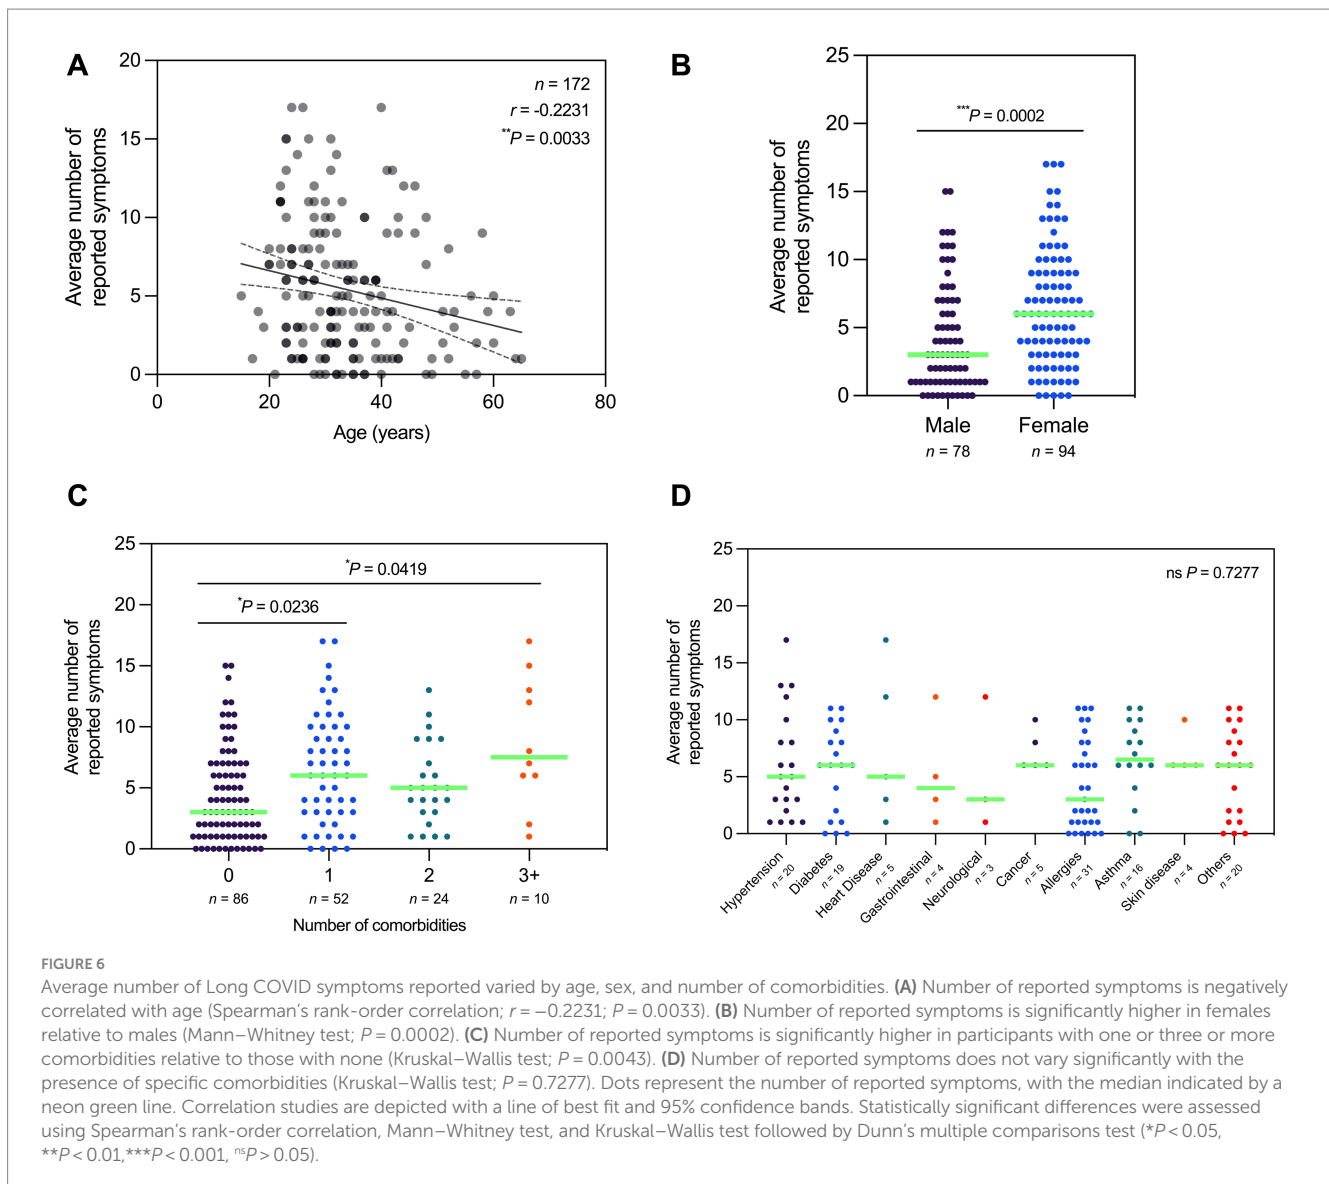 A
Average number of
reported symptoms
20
15
10
5
0
0
20
40
60
80
Age (years)
n = 172
r = -0.2231
**P = 0.0033
B
Average number of
reported symptoms
25
20
15
10
5
0
***P = 0.0002
Male
Female
n = 78
n = 94
C
Average number of
reported symptoms
25
20
15
10
5
0
*P = 0.0419
*P = 0.0236
0
1
2
3+
n = 86
n = 52
n = 24
n = 10
Number of comorbidities
D
Average number of
reported symptoms
25
20
15
10
5
0
ns P = 0.7277
Hypertension
n = 20
Diabetes
n = 19
Heart Disease
n = 5
Gastrointestinal
n = 4
Neurological
n = 3
Cancer
n = 5
Allergies
n = 31
Asthma
n = 16
Skin disease
n = 4
Others
n = 20
FIGURE 6
Average number of Long COVID symptoms reported varied by age, sex, and number of comorbidities. (A) Number of reported symptoms is negatively
correlated with age (Spearman's rank-order correlation; r = −0.2231; P = 0.0033). (B) Number of reported symptoms is significantly higher in females
relative to males (Mann–Whitney test; P = 0.0002). (C) Number of reported symptoms is significantly higher in participants with one or three or more
comorbidities relative to those with none (Kruskal–Wallis test; P = 0.0043). (D) Number of reported symptoms does not vary significantly with the
presence of specific comorbidities (Kruskal–Wallis test; P = 0.7277). Dots represent the number of reported symptoms, with the median indicated by a
neon green line. Correlation studies are depicted with a line of best fit and 95% confidence bands. Statistically significant differences were assessed
using Spearman's rank-order correlation, Mann–Whitney test, and Kruskal–Wallis test followed by Dunn's multiple comparisons test (*P < 0.05,
**P < 0.01,***P < 0.001, nsP > 0.05).